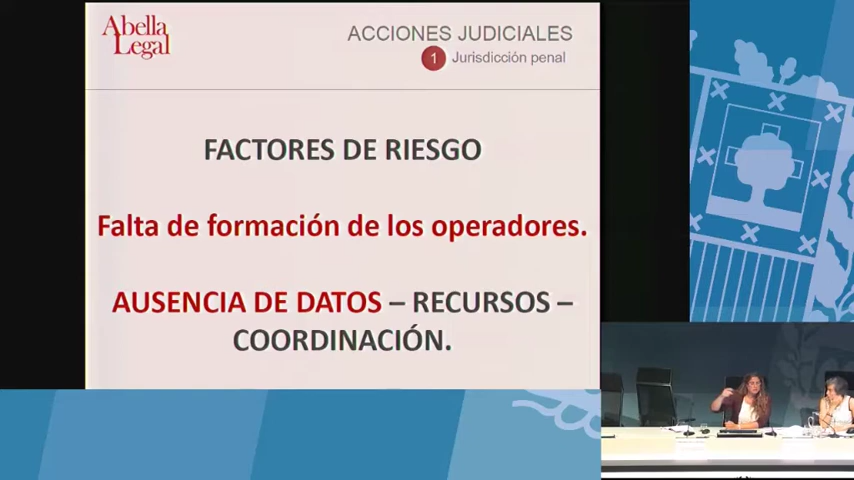 Abella
Legal
ACCIONES JUDICIALES
1 Jurisdicción penal
FACTORES DE RIESGO
Falta de formación de los operadores.
AUSENCIA DE DATOS – RECURSOS –
COORDINACIÓN.